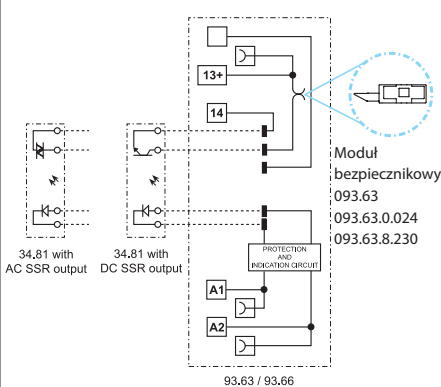 13+
14
Moduł
bezpiecznikowy
093.63
093.63.0.024
093.63.8.230
34.81 with
AC SSR output
34.81 with
DC SSR output
PROTECTION
AND
INDICATION CIRCUIT
A1
A2
93.63 / 93.66